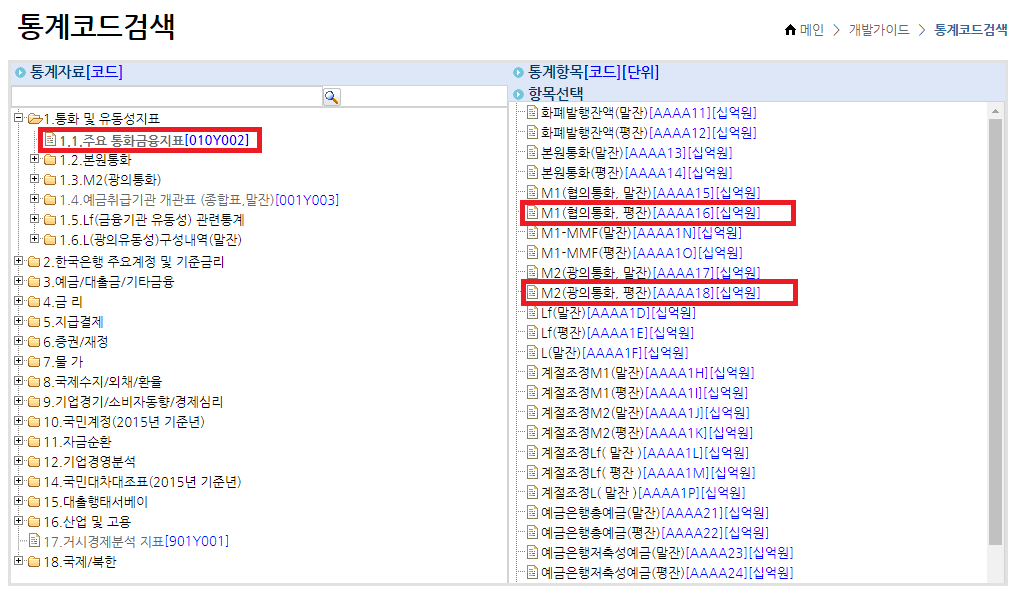 통계코드검색
메인 > 개발가이드 > 통계코드검색
통계자료[코드]
1.통화 및 유동성지표
1.1.주요 통화금융지표[010Y002]
1.2.본원통화
1.3.M2(광의통화)
1.4.예금취급기관 개관표 (종합표,말잔)[001Y003]
1.5.Lf(금융기관 유동성) 관련통계
1.6.L(광의유동성)구성내역(말잔)
2.한국은행 주요계정 및 기준금리
3.예금/대출금/기타금융
4.금 리
5.지급결제
6.증권/재정
7.물 가
8.국제수지/외채/환율
9.기업경기/소비자동향/경제심리
10.국민계정(2015년 기준년)
11.자금순환
12.기업경영분석
14.국민대차대조표(2015년 기준년)
15.대출행태서베이
16.산업 및 고용
17.거시경제분석 지표[901Y001]
18.국제/북한
통계항목[코드][단위]
항목선택
화폐발행잔액(말잔)[AAAA11][십억원]
화폐발행잔액(평잔)[AAAA12][십억원]
본원통화(말잔)[AAAA13][십억원]
본원통화(평잔)[AAAA14][십억원]
M1(협의통화, 말잔)[AAAA15][십억원]
M1(협의통화, 평잔)[AAAA16][십억원]
M1-MMF(말잔)[AAAA1N][십억원]
M1-MMF(평잔)[AAAA1O][십억원]
M2(광의통화, 말잔)[AAAA17][십억원]
M2(광의통화, 평잔)[AAAA18][십억원]
Lf(말잔)[AAAA1D][십억원]
Lf(평잔)[AAAA1E][십억원]
L(말잔)[AAAA1F][십억원]
계절조정M1(말잔)[AAAA1H][십억원]
계절조정M1(평잔)[AAAA1I][십억원]
계절조정M2(말잔)[AAAA1J][십억원]
계절조정M2(평잔)[AAAA1K][십억원]
계절조정Lf( 말잔 )[AAAA1L][십억원]
계절조정Lf( 평잔 )[AAAA1M][십억원]
계절조정L( 말잔 )[AAAA1P][십억원]
예금은행총예금(말잔)[AAAA21][십억원]
예금은행총예금(평잔)[AAAA22][십억원]
예금은행저축성예금(말잔)[AAAA23][십억원]
예금은행저축성예금(평잔)[AAAA24][십억원]